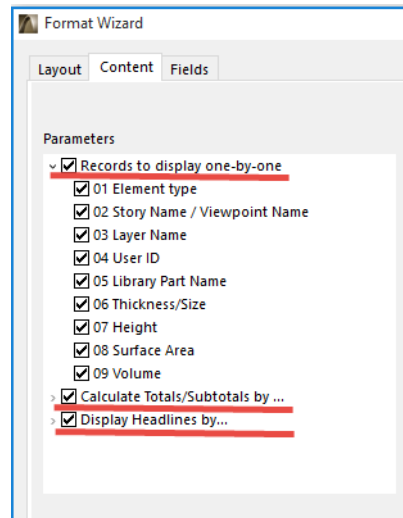 Format Wizard
Layout Content Fields
Parameters
Records to display one-by-one
01 Element type
02 Story Name / Viewpoint Name
03 Layer Name
04 User ID
05 Library Part Name
06 Thickness/Size
07 Height
08 Surface Area
09 Volume
Calculate Totals/Subtotals by ...
Display Headlines by...